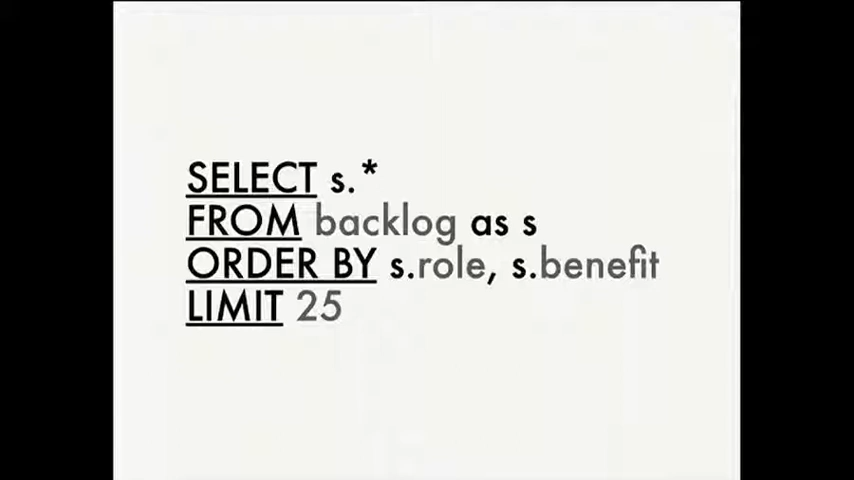 SELECT s.*
FROM backlog as s
ORDER BY s.role, s.benefit
LIMIT 25